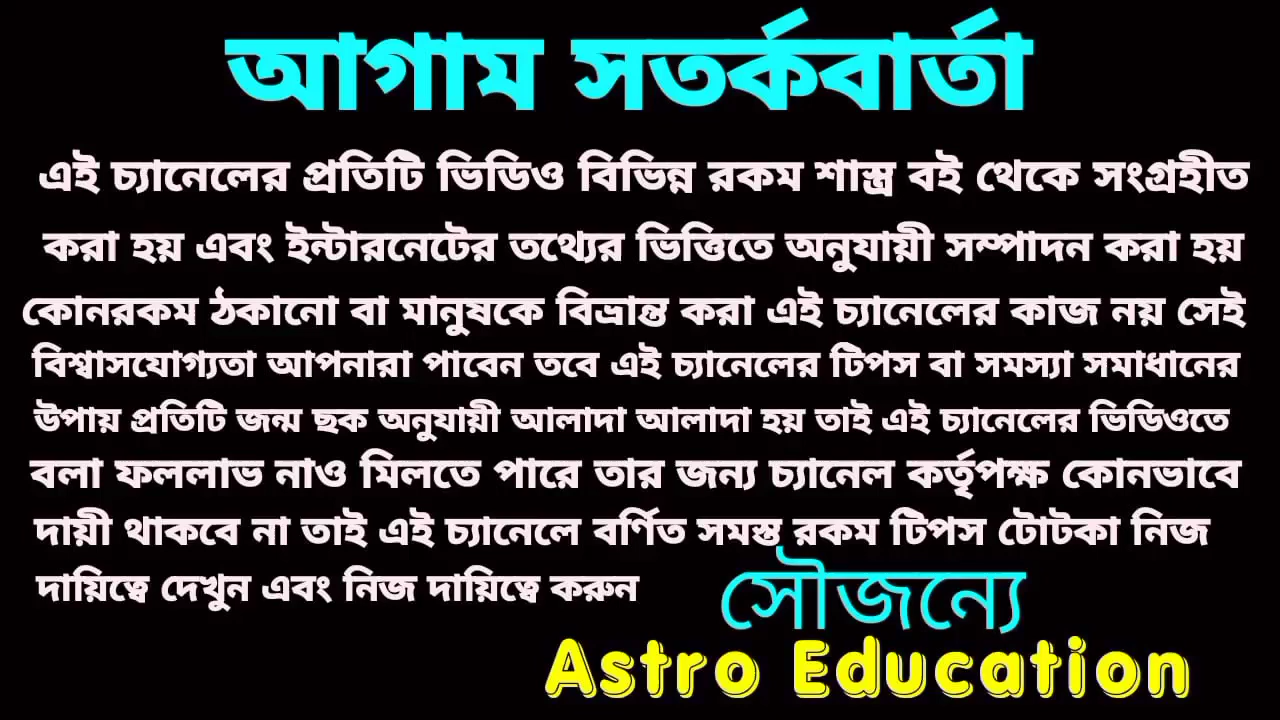 আগাম সতর্কবার্তা
এই চ্যানেলের প্রতিটি ভিডিও বিভিন্ন রকম শাস্ত্র বই থেকে সংগ্রহীত
করা হয় এবং ইন্টারনেটের তথ্যের ভিত্তিতে অনুযায়ী সম্পাদন করা হয়
কোনরকম ঠকানো বা মানুষকে বিভ্রান্ত করা এই চ্যানেলের কাজ নয় সেই
বিশ্বাসযোগ্যতা আপনারা পাবেন তবে এই চ্যানেলের টিপস বা সমস্যা সমাধানের
উপায় প্রতিটি জন্ম ছক অনুযায়ী আলাদা আলাদা হয় তাই এই চ্যানেলের ভিডিওতে
বলা ফললাভ নাও মিলতে পারে তার জন্য চ্যানেল কর্তৃপক্ষ কোনভাবে
দায়ী থাকবে না তাই এই চ্যানেলে বর্ণিত সমস্ত রকম টিপস টোটকা নিজ
দায়িত্বে দেখুন এবং নিজ দায়িত্বে করুন
সৌজন্যে
Astro Education